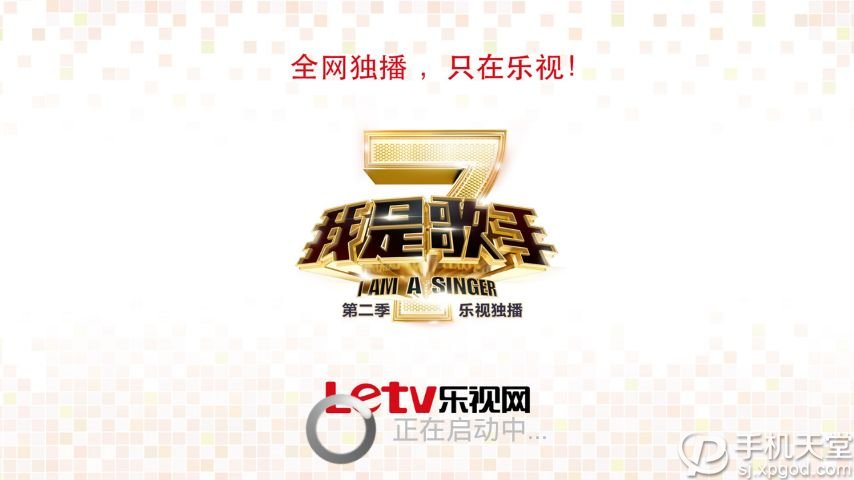 全网独播，只在乐视!
7
我是歌手
I AM A SINGER
第二季 乐视独播
Letv乐视网
正在启动中...
手机天堂
sj.xpgod.com